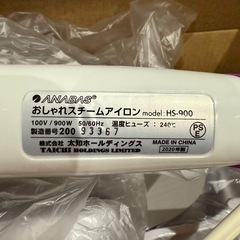 ANABAS®
おしゃれスチームアイロン model: HS-900
100V / 900W 50/60Hz 温度ヒューズ : 240℃
製造番号 200 93367
PS E
株式会社 太知ホールディングス
TAICHI HOLDINGS LIMITED
MADE IN CHINA
2020年製